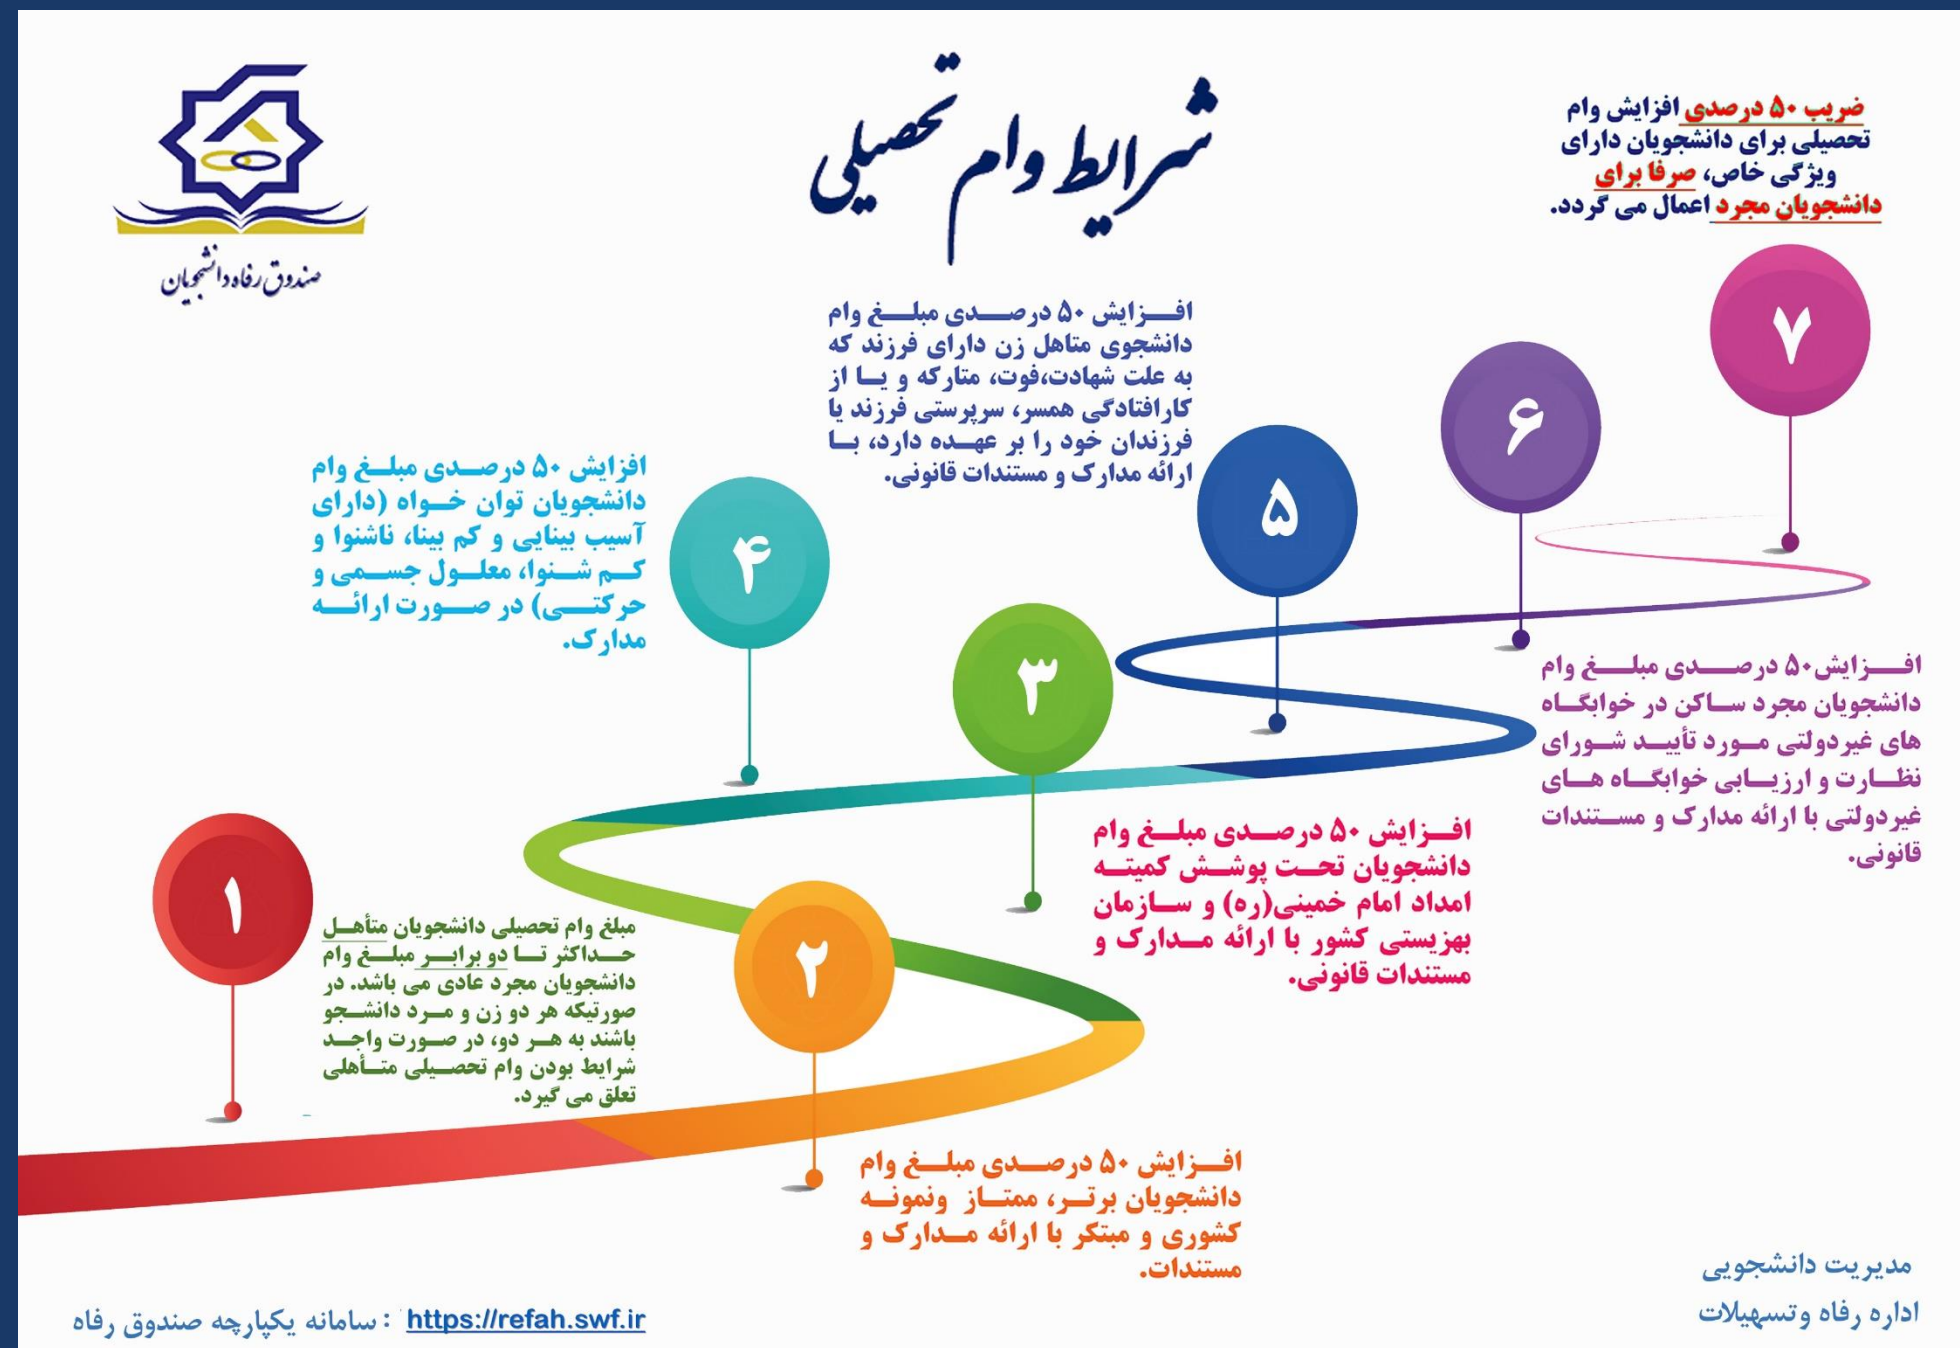 شرایط وام تحصیلی
صندوق رفاه دانشجویان
۱
مبلغ وام تحصیلی دانشجویان متأهل
حداکثر تا دو برابر مبلغ وام
دانشجویان مجرد عادی می باشد. در
صورتیکه هر دو زن و مرد دانشجو
باشند به هر دو، در صورت واجد
شرایط بودن وام تحصیلی متأهلی
تعلق می گیرد.
۲
افزایش ۵۰ درصدی مبلغ وام
دانشجویان برتر، ممتاز ونمونه
کشوری و مبتکر با ارائه مدارک و
مستندات.
۳
افزایش ۵۰ درصدی مبلغ وام
دانشجویان تحت پوشش کمیته
امداد امام خمینی(ره) و سازمان
بهزیستی کشور با ارائه مدارک و
مستندات قانونی.
۴
افزایش ۵۰ درصدی مبلغ وام
دانشجویان توان خواه (دارای
آسیب بینایی و کم بینا، ناشنوا و
کم شنوا، معلول جسمی و
حرکتی) در صورت ارائه
مدارک.
۵
افزایش ۵۰ درصدی مبلغ وام
دانشجوی متاهل زن دارای فرزند که
به علت شهادت،فوت، متارکه و یا از
کارافتادگی همسر، سرپرستی فرزند یا
فرزندان خود را بر عهده دارد، با
ارائه مدارک و مستندات قانونی.
۶
افزایش۵۰ درصدی مبلغ وام
دانشجویان مجرد ساکن در خوابگاه
های غیردولتی مورد تأیید شورای
نظارت و ارزیابی خوابگاه های
غیردولتی با ارائه مدارک و مستندات
قانونی.
۷
ضریب ۵۰ درصدی افزایش وام
تحصیلی برای دانشجویان دارای
ویژگی خاص، صرفا برای
دانشجویان مجرد اعمال می گردد.
مدیریت دانشجویی
اداره رفاه وتسهیلات
سامانه یکپارچه صندوق رفاه : https://refah.swf.ir